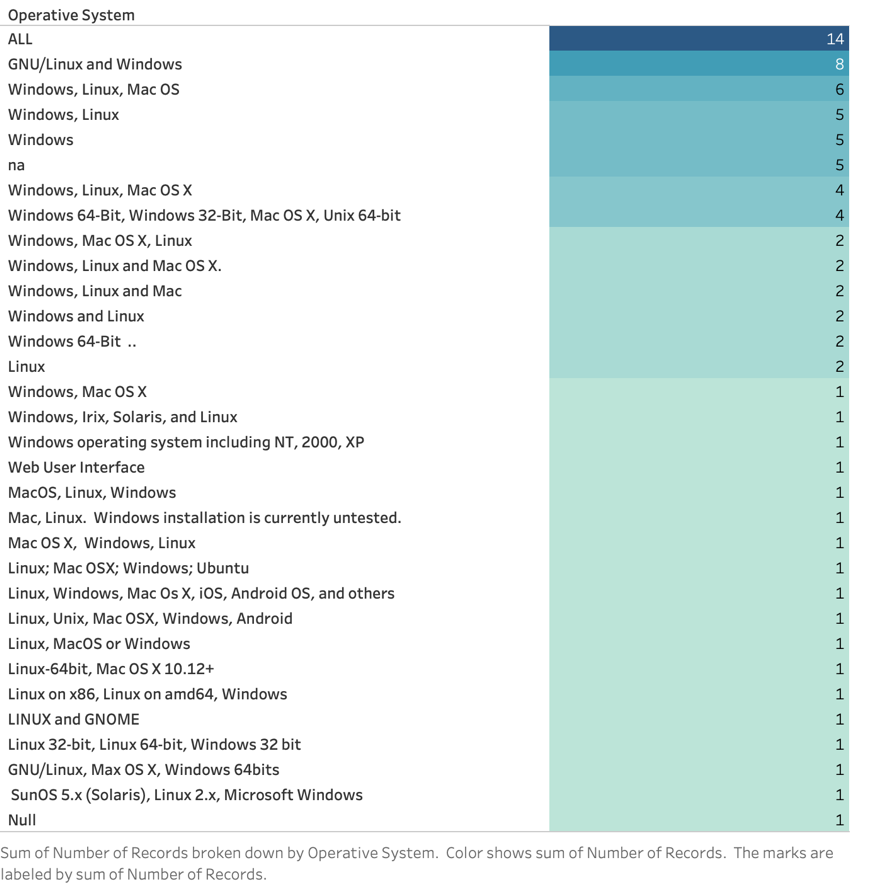 Operative System
ALL 14
GNU/Linux and Windows 8
Windows, Linux, Mac OS 6
Windows, Linux 5
Windows 5
na 5
Windows, Linux, Mac OS X 4
Windows 64-Bit, Windows 32-Bit, Mac OS X, Unix 64-bit 4
Windows, Mac OS X, Linux 2
Windows, Linux and Mac OS X. 2
Windows, Linux and Mac 2
Windows and Linux 2
Windows 64-Bit  .. 2
Linux 2
Windows, Mac OS X 1
Windows, Irix, Solaris, and Linux 1
Windows operating system including NT, 2000, XP 1
Web User Interface 1
MacOS, Linux, Windows 1
Mac, Linux.  Windows installation is currently untested. 1
Mac OS X,  Windows, Linux 1
Linux; Mac OSX; Windows; Ubuntu 1
Linux, Windows, Mac Os X, iOS, Android OS, and others 1
Linux, Unix, Mac OSX, Windows, Android 1
Linux, MacOS or Windows 1
Linux-64bit, Mac OS X 10.12+ 1
Linux on x86, Linux on amd64, Windows 1
LINUX and GNOME 1
Linux 32-bit, Linux 64-bit, Windows 32 bit 1
GNU/Linux, Max OS X, Windows 64bits 1
SunOS 5.x (Solaris), Linux 2.x, Microsoft Windows 1
Null 1
Sum of Number of Records broken down by Operative System.  Color shows sum of Number of Records.  The marks are
labeled by sum of Number of Records.